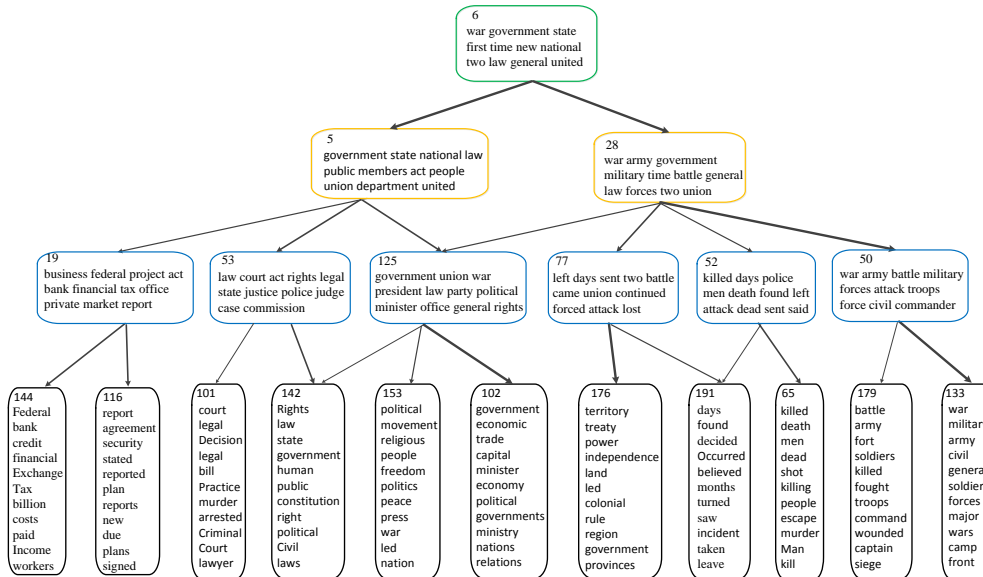 6
war government state
first time new national
two law general united
5
government state national law
public members act people
union department united
28
war army government
military time battle general
law forces two union
19
business federal project act
bank financial tax office
private market report
53
law court act rights legal
state justice police judge
case commission
125
government union war
president law party political
minister office general rights
77
left days sent two battle
came union continued
forced attack lost
52
killed days police
men death found left
attack dead sent said
50
war army battle military
forces attack troops
force civil commander
144
Federal
bank
credit
financial
Exchange
Tax
billion
costs
paid
Income
workers
116
report
agreement
security
stated
reported
plan
reports
new
due
plans
signed
101
court
legal
Decision
legal
bill
Practice
murder
arrested
Criminal
Court
lawyer
142
Rights
law
state
government
human
public
constitution
right
political
Civil
laws
153
political
movement
religious
people
freedom
politics
peace
press
war
led
nation
102
government
economic
trade
capital
minister
economy
political
governments
ministry
nations
relations
176
territory
treaty
power
independence
land
led
colonial
rule
region
government
provinces
191
days
found
decided
Occurred
believed
months
turned
saw
incident
taken
leave
65
killed
death
men
dead
shot
killing
people
escape
murder
Man
kill
179
battle
army
fort
soldiers
killed
fought
troops
command
wounded
captain
siege
133
war
military
army
civil
general
soldiers
forces
major
wars
camp
front